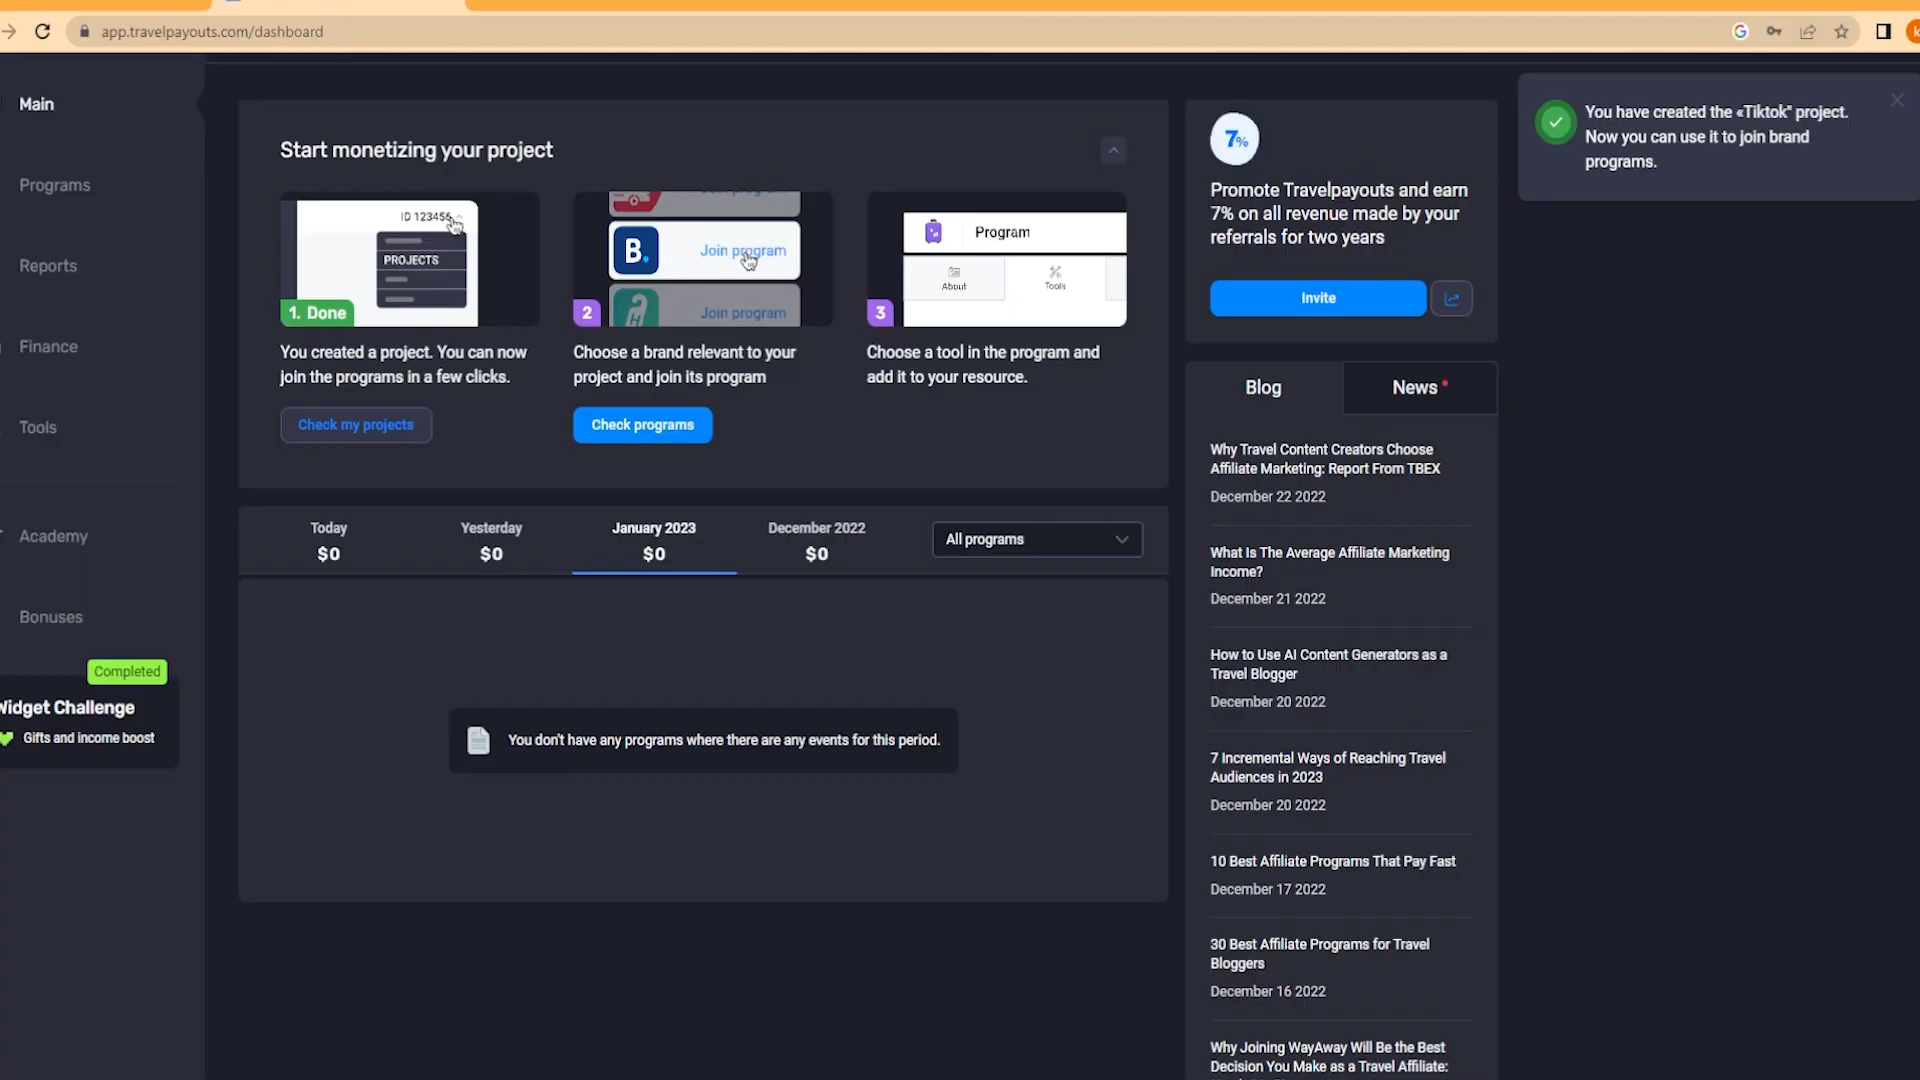 app.travelpayouts.com/dashboard
Main
Programs
Reports
Finance
Tools
Academy
Bonuses
Completed
Widget Challenge
Gifts and income boost
Start monetizing your project
ID 123456
PROJECTS
1. Done
You created a project. You can now
join the programs in a few clicks.
Check my projects
Join program
B.
Join program
Join program
2
Choose a brand relevant to your
project and join its program
Check programs
Program
About
Tools
3
Choose a tool in the program and
add it to your resource.
Today
$0
Yesterday
$0
January 2023
$0
December 2022
$0
All programs
You don't have any programs where there are any events for this period.
7%
Promote Travelpayouts and earn
7% on all revenue made by your
referrals for two years
Invite
Blog
News
Why Travel Content Creators Choose
Affiliate Marketing: Report From TBEX
December 22 2022
What Is The Average Affiliate Marketing
Income?
December 21 2022
How to Use AI Content Generators as a
Travel Blogger
December 20 2022
7 Incremental Ways of Reaching Travel
Audiences in 2023
December 20 2022
10 Best Affiliate Programs That Pay Fast
December 17 2022
30 Best Affiliate Programs for Travel
Bloggers
December 16 2022
Why Joining WayAway Will Be the Best
Decision You Make as a Travel Affiliate:
You have created the «Tiktok" project.
Now you can use it to join brand
programs.